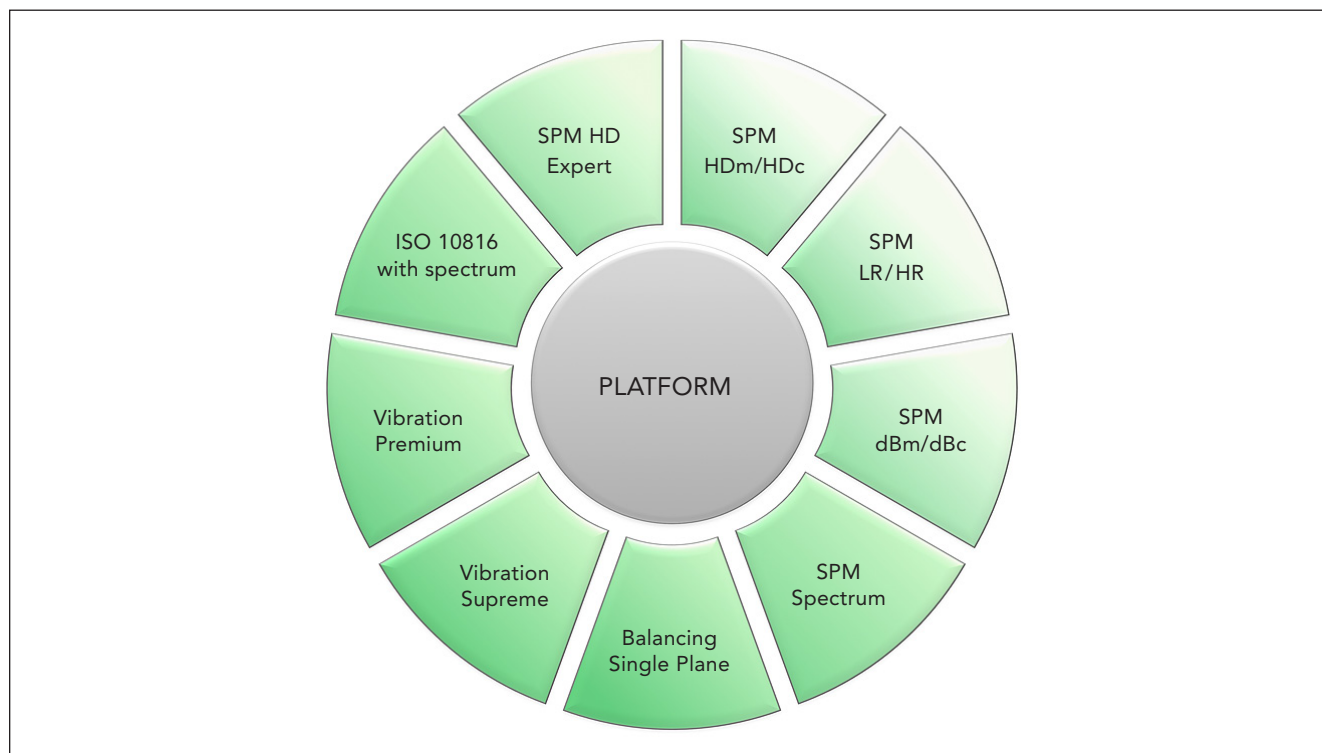 SPM HD
Expert
SPM
HDm/HDc
SPM
LR/HR
SPM
dBm/dBc
SPM
Spectrum
Balancing
Single Plane
Vibration
Supreme
Vibration
Premium
ISO 10816
with spectrum
PLATFORM